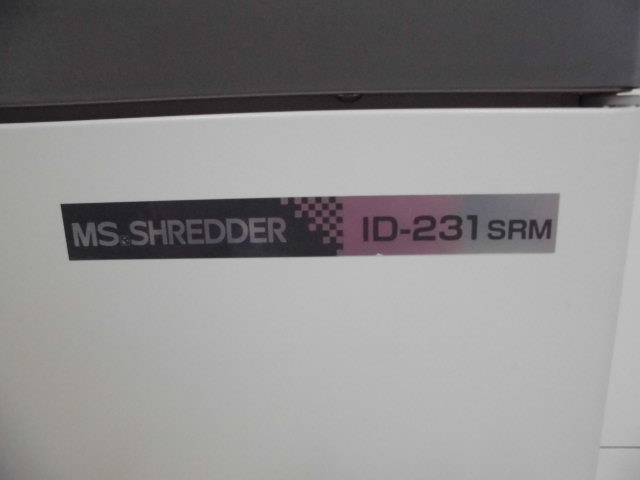 MS SHREDDER ID-231 SRM